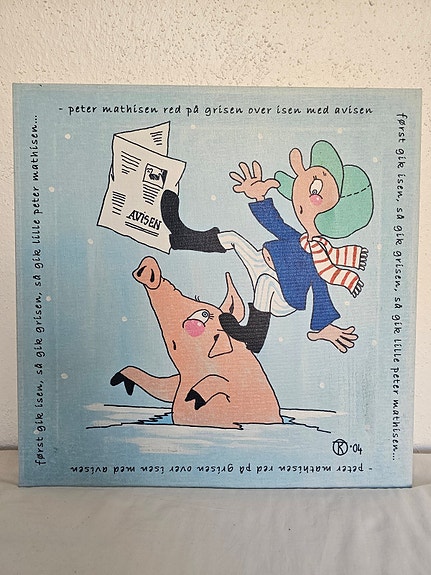 - peter mathisen red på grisen over isen med avisen
først gik isen, så gik grisen, så gik lille peter mathisen...
- peter mathisen red på grisen over isen med avisen
først gik isen, så gik grisen, så gik lille peter mathisen...
AVISEN
K '04